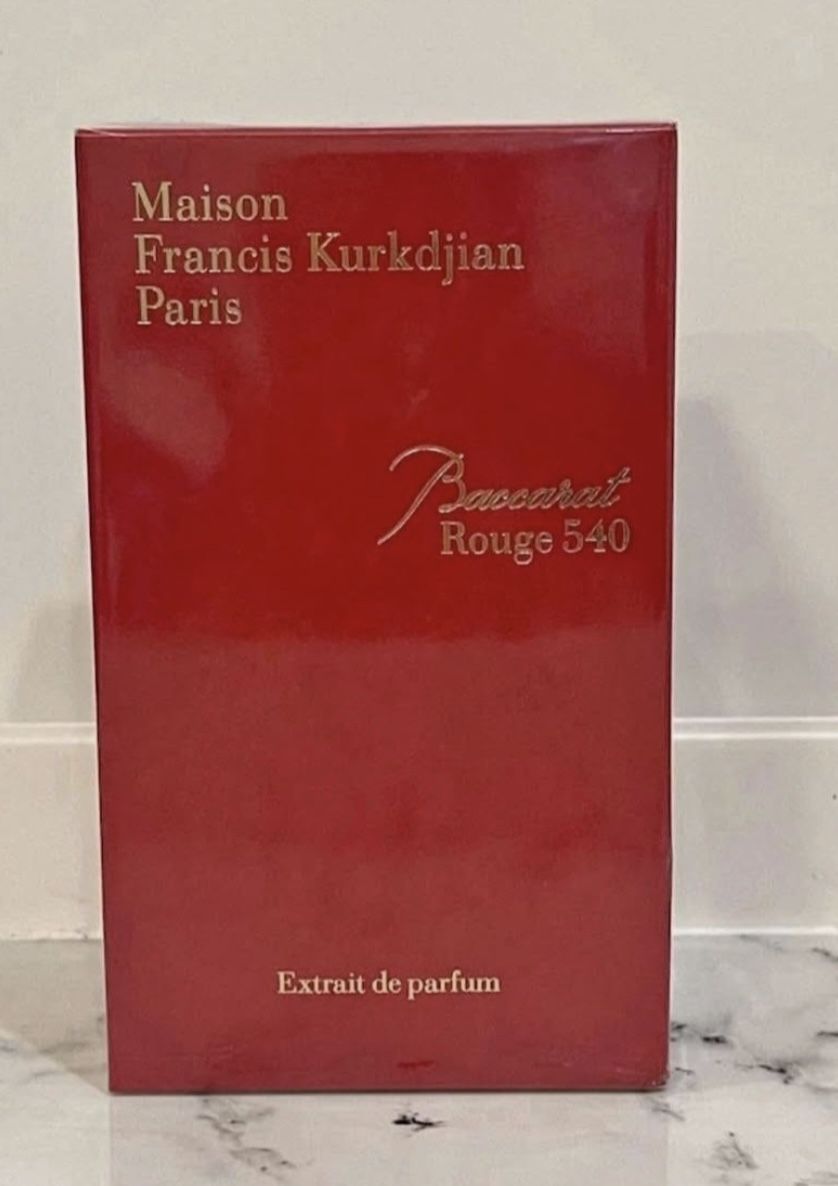 Maison
Francis Kurkdjian
Paris
Baccarat
Rouge 540
Extrait de parfum